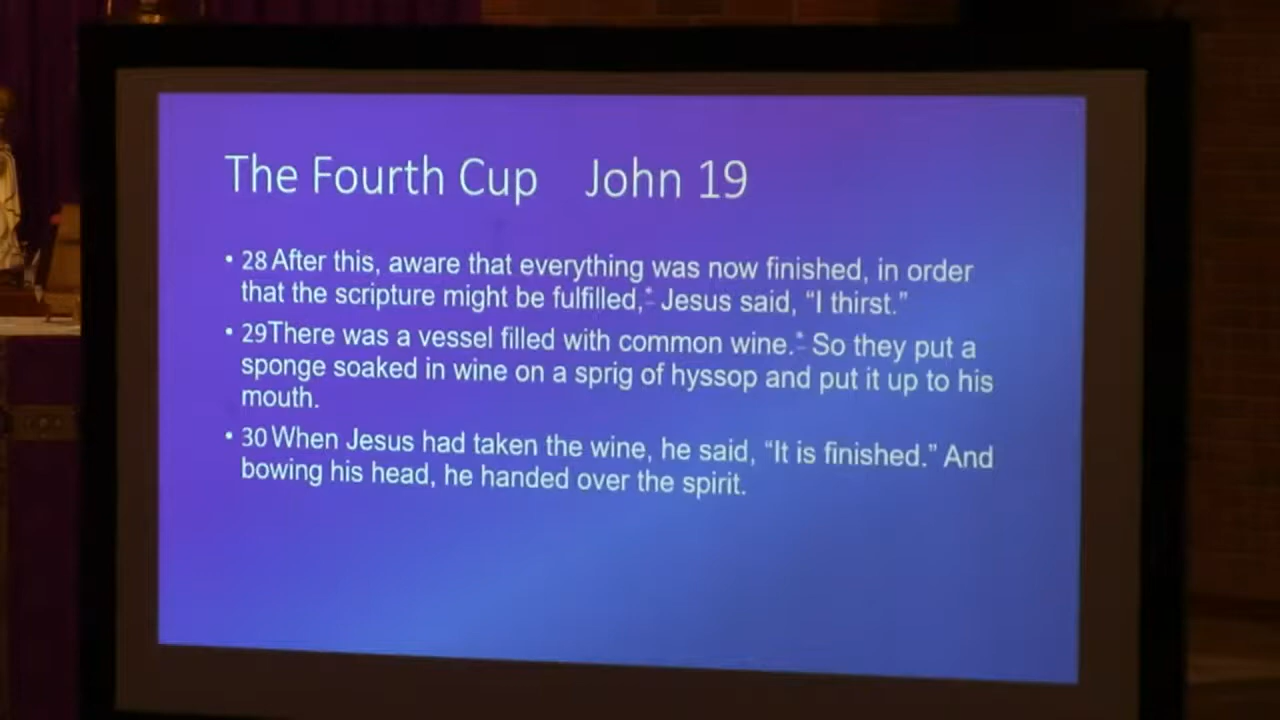 The Fourth Cup John 19
• 28 After this, aware that everything was now finished, in order
that the scripture might be fulfilled,* Jesus said, “I thirst.”
• 29There was a vessel filled with common wine.* So they put a
sponge soaked in wine on a sprig of hyssop and put it up to his
mouth.
• 30 When Jesus had taken the wine, he said, “It is finished.” And
bowing his head, he handed over the spirit.